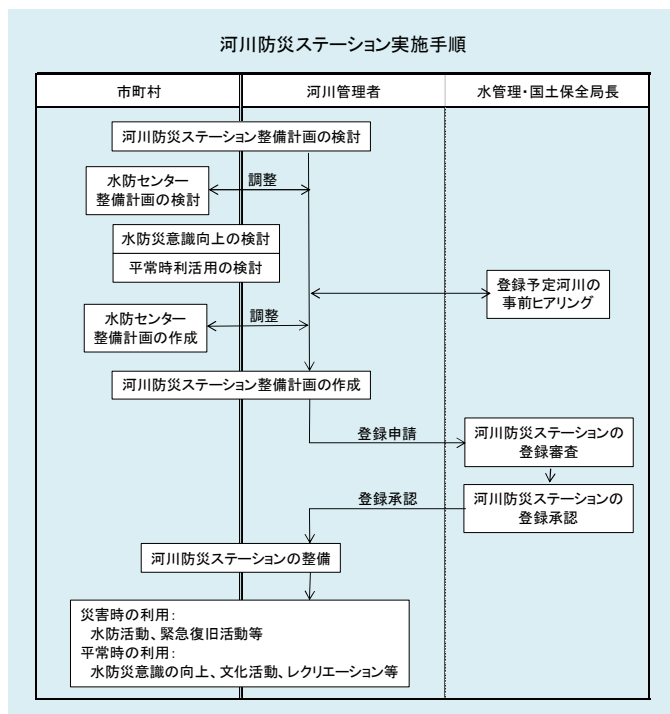 河川防災ステーション実施手順
市町村
河川管理者
水管理・国土保全局長
河川防災ステーション整備計画の検討
水防センター
整備計画の検討
調整
水防災意識向上の検討
平常時利活用の検討
登録予定河川の
事前ヒアリング
水防センター
整備計画の作成
調整
河川防災ステーション整備計画の作成
登録申請
河川防災ステーションの
登録審査
登録承認
河川防災ステーションの
登録承認
河川防災ステーションの整備
災害時の利用：
水防活動、緊急復旧活動等
平常時の利用：
水防災意識の向上、文化活動、レクリエーション等